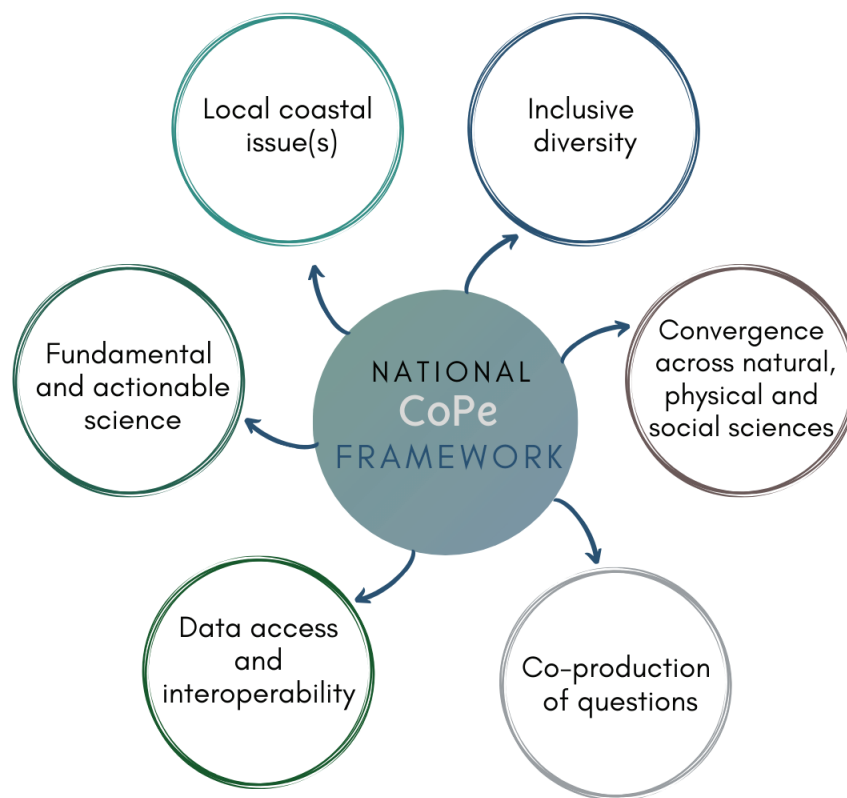 Local coastal
issue(s)
Inclusive
diversity
Fundamental
and actionable
science
NATIONAL
CoPe
FRAMEWORK
Convergence
across natural,
physical and
social sciences
Data access
and
interoperability
Co-production
of questions